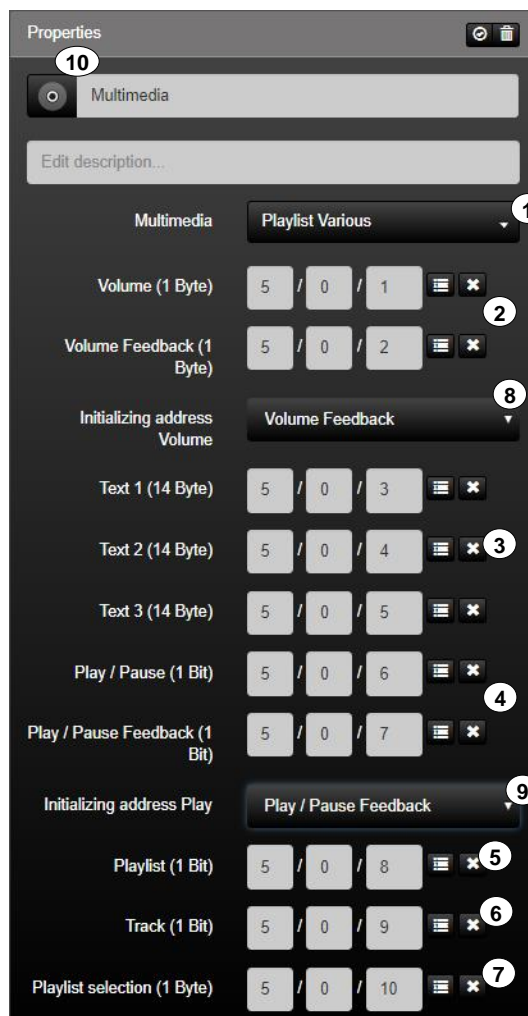 Properties
10
Multimedia
Edit description...
1
Multimedia Playlist Various
Volume (1 Byte) 5 / 0 / 1
2
Volume Feedback (1
Byte) 5 / 0 / 2
8
Initializing address
Volume Volume Feedback
Text 1 (14 Byte) 5 / 0 / 3
Text 2 (14 Byte) 5 / 0 / 4 3
Text 3 (14 Byte) 5 / 0 / 5
Play / Pause (1 Bit) 5 / 0 / 6
4
Play / Pause Feedback (1
Bit) 5 / 0 / 7
Initializing address Play Play / Pause Feedback 9
Playlist (1 Bit) 5 / 0 / 8 5
Track (1 Bit) 5 / 0 / 9 6
Playlist selection (1 Byte) 5 / 0 / 10 7